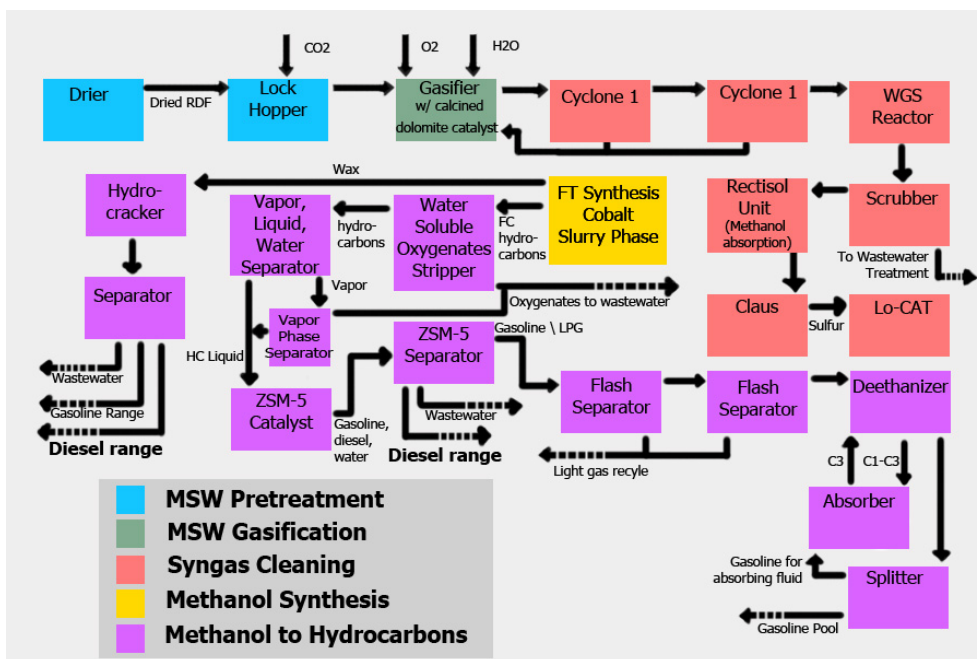 CO2
O2
H2O
Drier
Dried RDF
Lock
Hopper
Gasifier
w/ calcined
dolomite catalyst
Cyclone 1
Cyclone 1
WGS
Reactor
Wax
Hydro-
cracker
Vapor,
Liquid,
Water
Separator
hydro-
carbons
Water
Soluble
Oxygenates
Stripper
FC
hydro-
carbons
FT Synthesis
Cobalt
Slurry Phase
Rectisol
Unit
(Methanol
absorption)
Scrubber
To Wastewater
Treatment
Separator
Vapor
Oxygenates to wastewater
Claus
Sulfur
Lo-CAT
Vapor
Phase
Separator
HC Liquid
ZSM-5
Separator
Gasoline \ LPG
Wastewater
Gasoline Range
Diesel range
ZSM-5
Catalyst
Gasoline,
diesel,
water
Wastewater
Diesel range
Flash
Separator
Flash
Separator
Deethanizer
Light gas recyle
C3
C1-C3
Absorber
Gasoline for
absorbing fluid
Splitter
Gasoline Pool
MSW Pretreatment
MSW Gasification
Syngas Cleaning
Methanol Synthesis
Methanol to Hydrocarbons